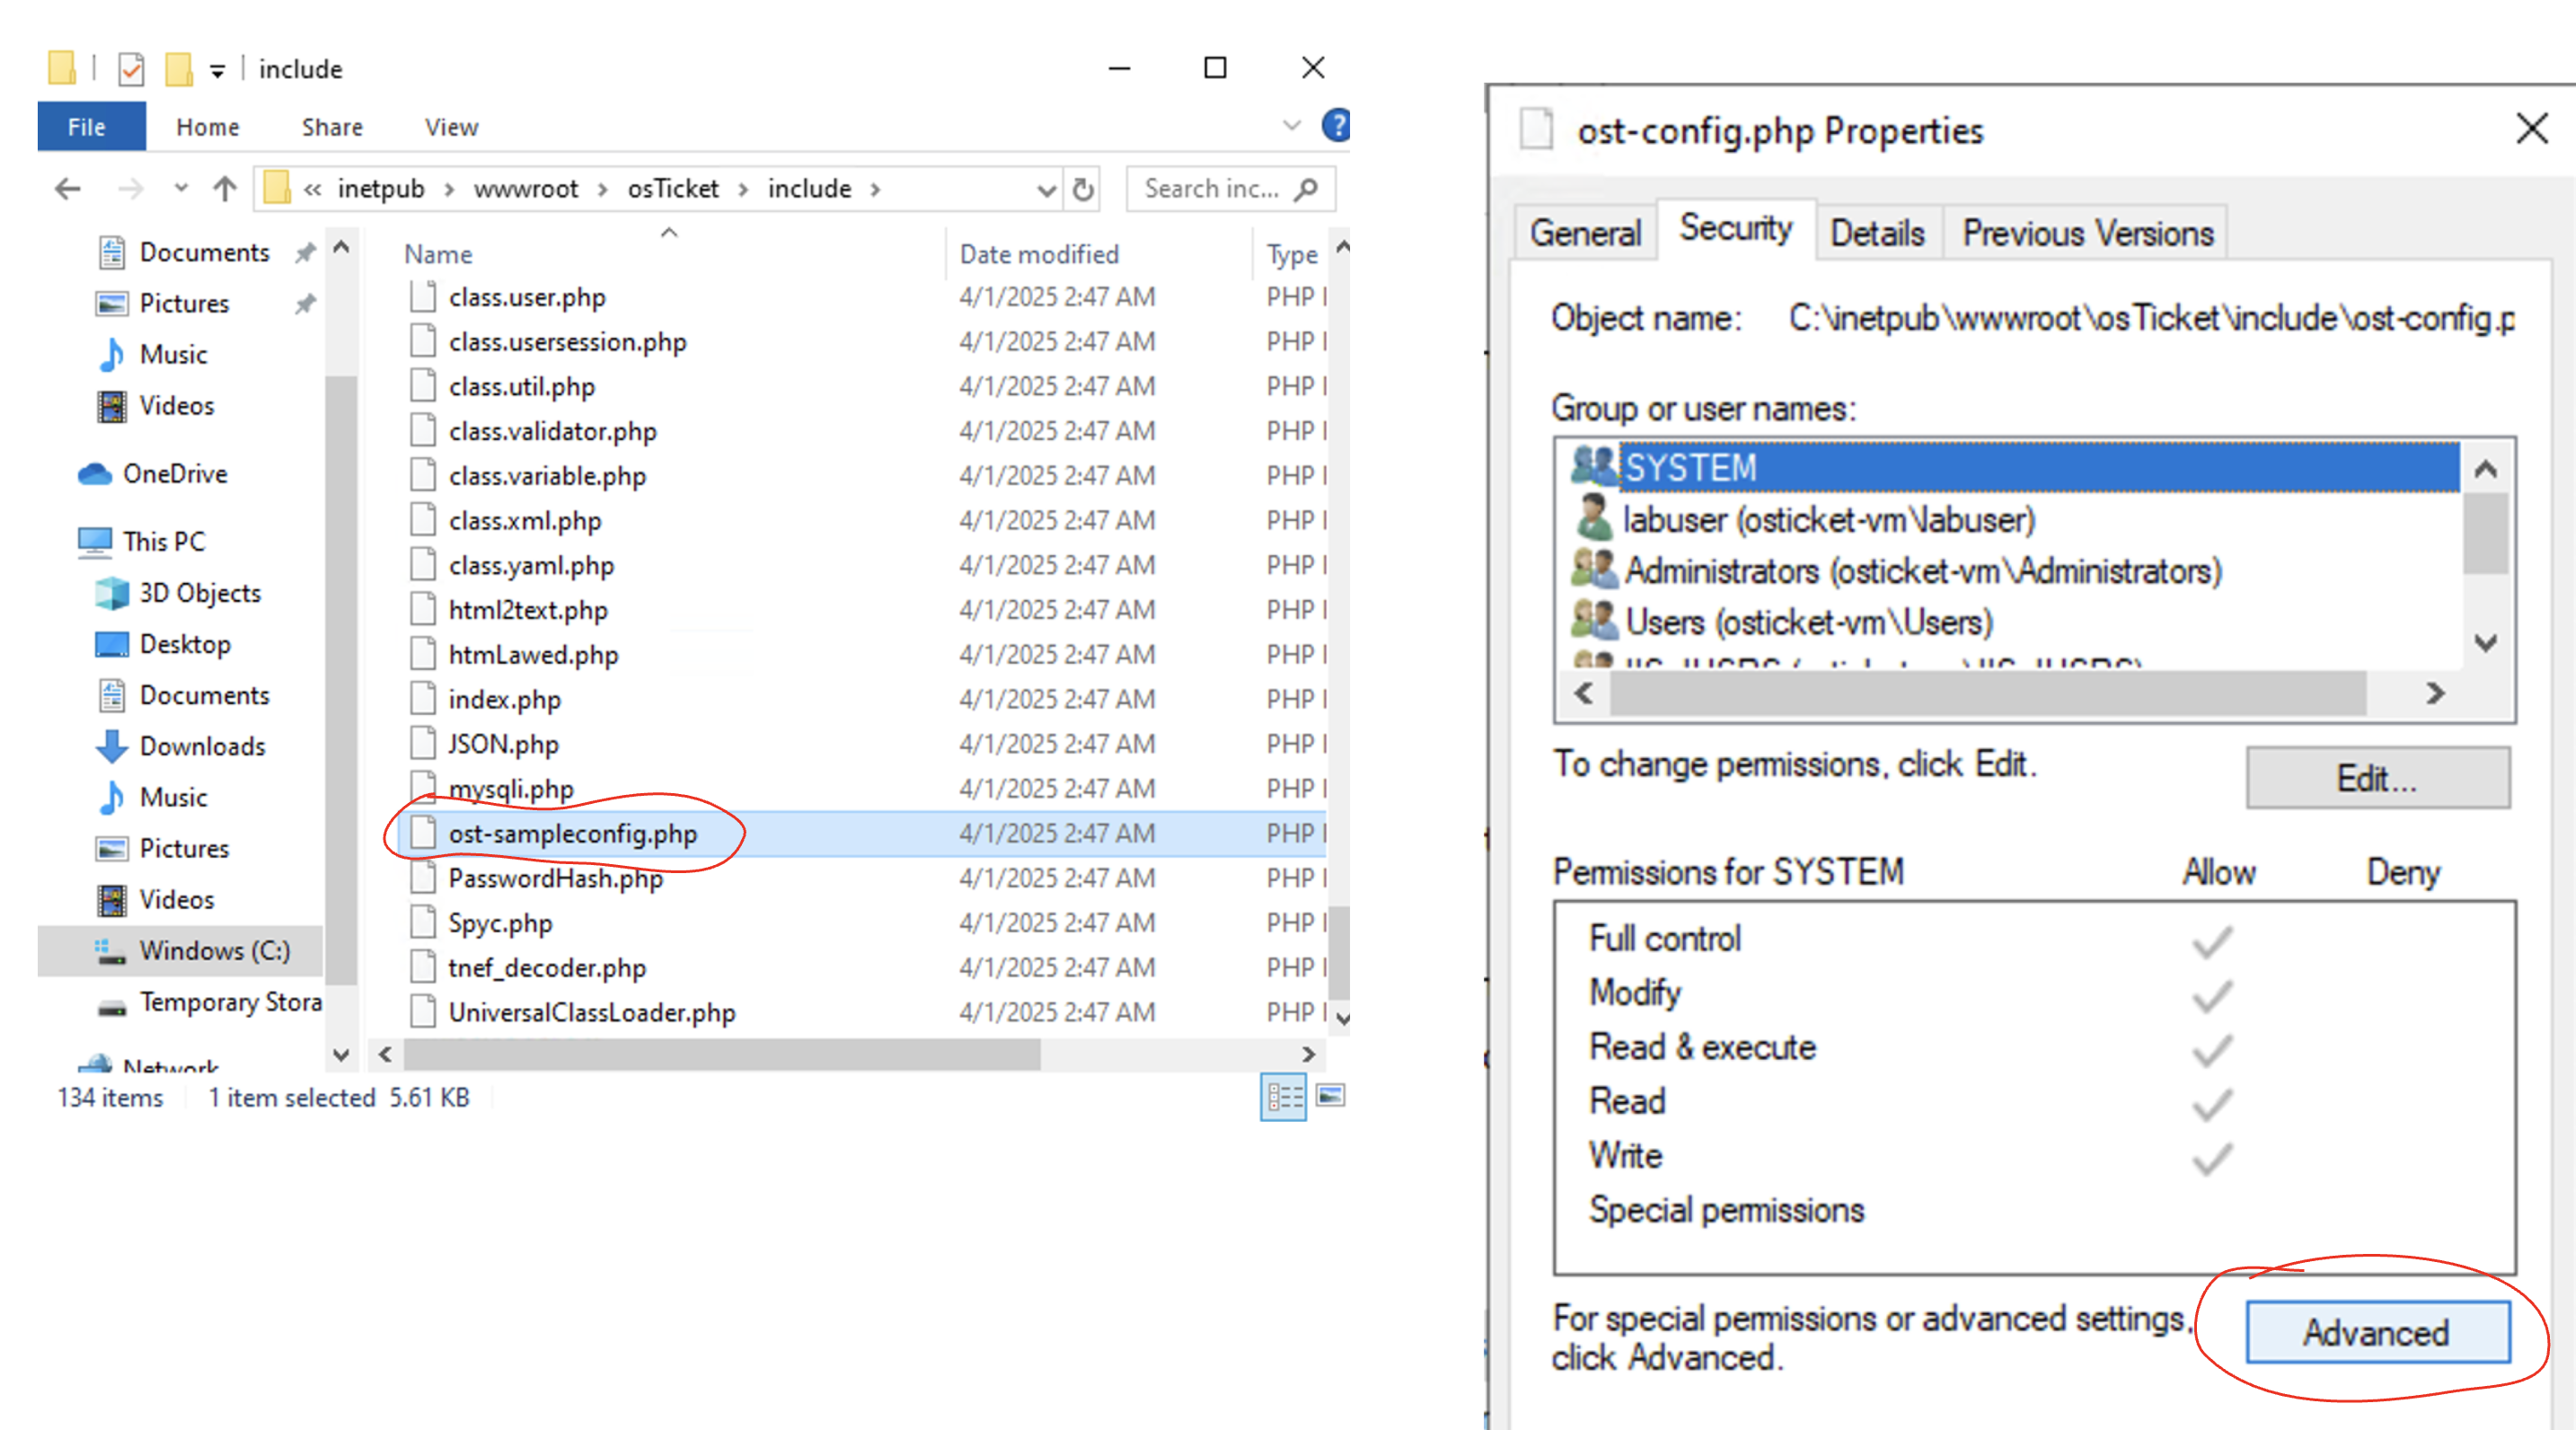 include
File Home Share View
« inetpub > wwwroot > osTicket > include >
Search inc...
Documents
Pictures
Music
Videos
OneDrive
This PC
3D Objects
Desktop
Documents
Downloads
Music
Pictures
Videos
Windows (C:)
Temporary Stora
Network
Name Date modified Type
class.user.php 4/1/2025 2:47 AM PHP
class.usersession.php 4/1/2025 2:47 AM PHP
class.util.php 4/1/2025 2:47 AM PHP
class.validator.php 4/1/2025 2:47 AM PHP
class.variable.php 4/1/2025 2:47 AM PHP
class.xml.php 4/1/2025 2:47 AM PHP
class.yaml.php 4/1/2025 2:47 AM PHP
html2text.php 4/1/2025 2:47 AM PHP
htmLawed.php 4/1/2025 2:47 AM PHP
index.php 4/1/2025 2:47 AM PHP
JSON.php 4/1/2025 2:47 AM PHP
mysqli.php 4/1/2025 2:47 AM PHP
ost-sampleconfig.php 4/1/2025 2:47 AM PHP
PasswordHash.php 4/1/2025 2:47 AM PHP
Spyc.php 4/1/2025 2:47 AM PHP
tnef_decoder.php 4/1/2025 2:47 AM PHP
UniversalClassLoader.php 4/1/2025 2:47 AM PHP
134 items 1 item selected 5.61 KB
ost-config.php Properties
General Security Details Previous Versions
Object name: C:\inetpub\wwwroot\osTicket\include\ost-config.p
Group or user names:
SYSTEM
labuser (osticket-vm\labuser)
Administrators (osticket-vm\Administrators)
Users (osticket-vm\Users)
To change permissions, click Edit.
Edit...
Permissions for SYSTEM Allow Deny
Full control
Modify
Read & execute
Read
Write
Special permissions
For special permissions or advanced settings,
click Advanced.
Advanced